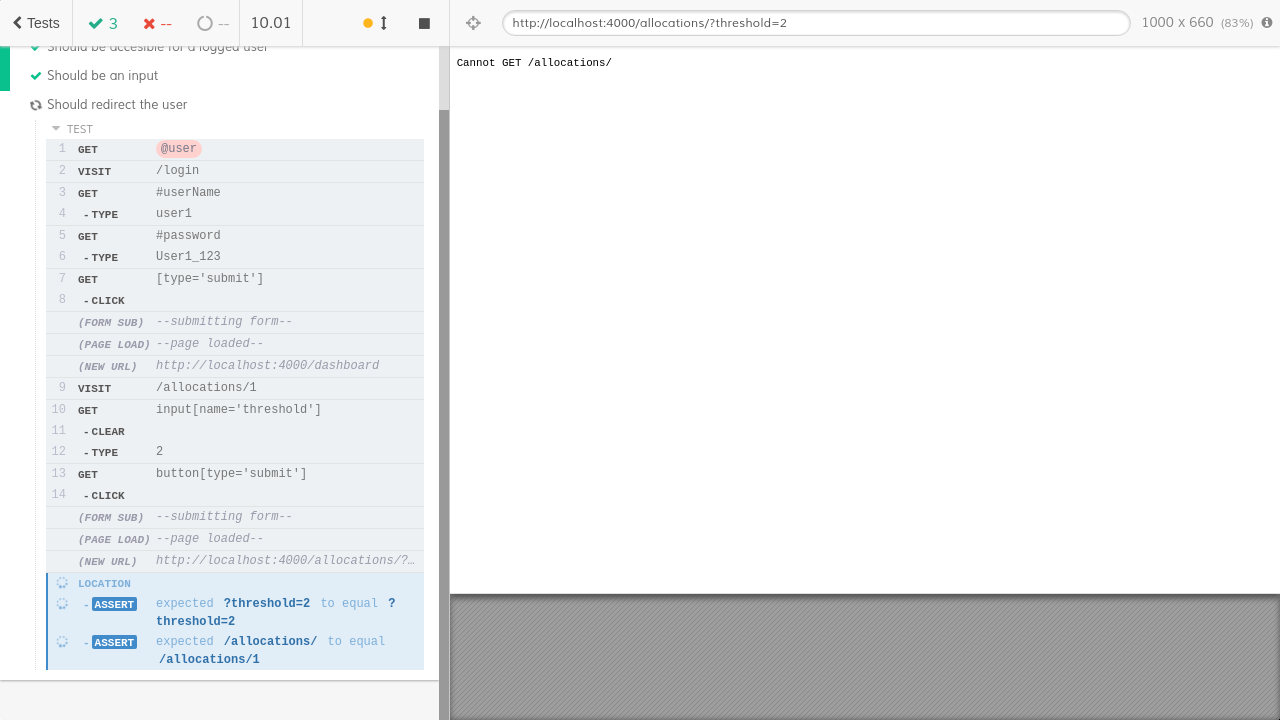 Tests
3
--
--
10.01
http://localhost:4000/allocations/?threshold=2
1000 x 660 (83%)
Should be accesible for a logged user
Should be an input
Should redirect the user
TEST
1 GET @user
2 VISIT /login
3 GET #userName
4 - TYPE user1
5 GET #password
6 - TYPE User1_123
7 GET [type='submit']
8 - CLICK
(FORM SUB) --submitting form--
(PAGE LOAD) --page loaded--
(NEW URL) http://localhost:4000/dashboard
9 VISIT /allocations/1
10 GET input[name='threshold']
11 - CLEAR
12 - TYPE 2
13 GET button[type='submit']
14 - CLICK
(FORM SUB) --submitting form--
(PAGE LOAD) --page loaded--
(NEW URL) http://localhost:4000/allocations/?…
LOCATION
- ASSERT expected ?threshold=2 to equal ?
threshold=2
- ASSERT expected /allocations/ to equal
/allocations/1
Cannot GET /allocations/